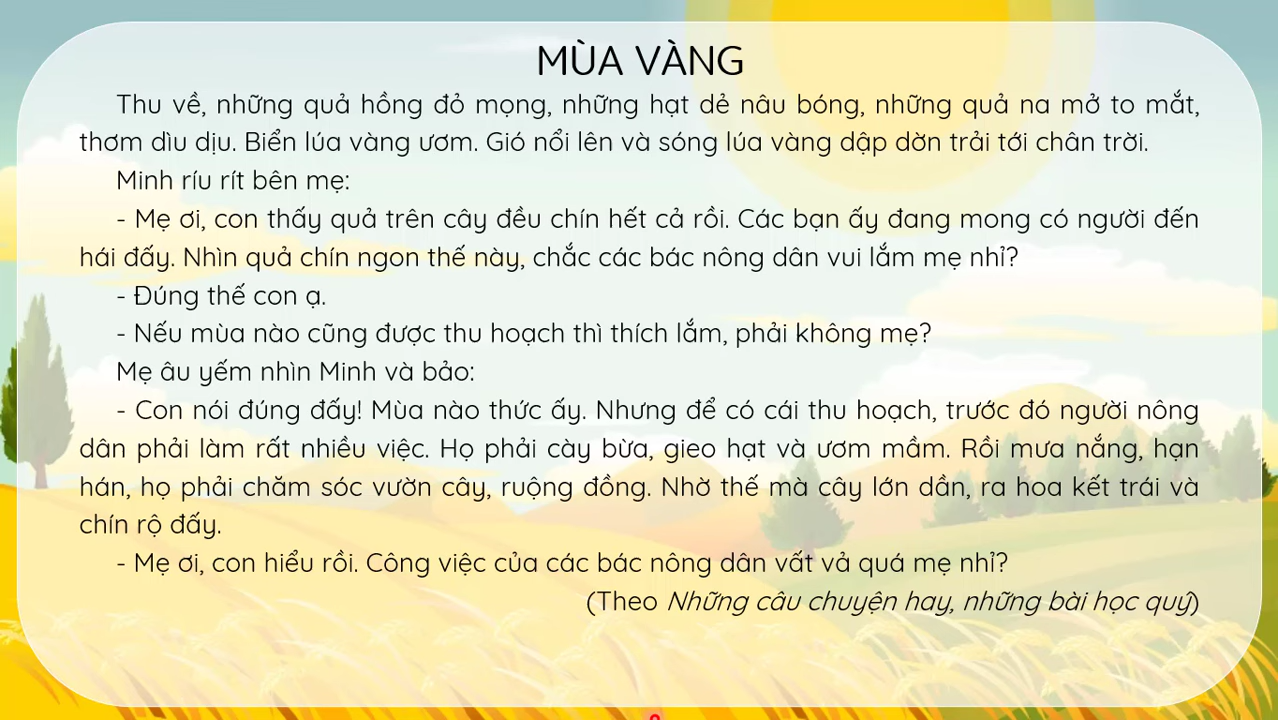 MÙA VÀNG
Thu về, những quả hồng đỏ mọng, những hạt dẻ nâu bóng, những quả na mở to mắt,
thơm dìu dịu. Biển lúa vàng ươm. Gió nổi lên và sóng lúa vàng dập dờn trải tới chân trời.
Minh ríu rít bên mẹ:
- Mẹ ơi, con thấy quả trên cây đều chín hết cả rồi. Các bạn ấy đang mong có người đến
hái đấy. Nhìn quả chín ngon thế này, chắc các bác nông dân vui lắm mẹ nhỉ?
- Đúng thế con ạ.
- Nếu mùa nào cũng được thu hoạch thì thích lắm, phải không mẹ?
Mẹ âu yếm nhìn Minh và bảo:
- Con nói đúng đấy! Mùa nào thức ấy. Nhưng để có cái thu hoạch, trước đó người nông
dân phải làm rất nhiều việc. Họ phải cày bừa, gieo hạt và ươm mầm. Rồi mưa nắng, hạn
hán, họ phải chăm sóc vườn cây, ruộng đồng. Nhờ thế mà cây lớn dần, ra hoa kết trái và
chín rộ đấy.
- Mẹ ơi, con hiểu rồi. Công việc của các bác nông dân vất vả quá mẹ nhỉ?
(Theo Những câu chuyện hay, những bài học quý)